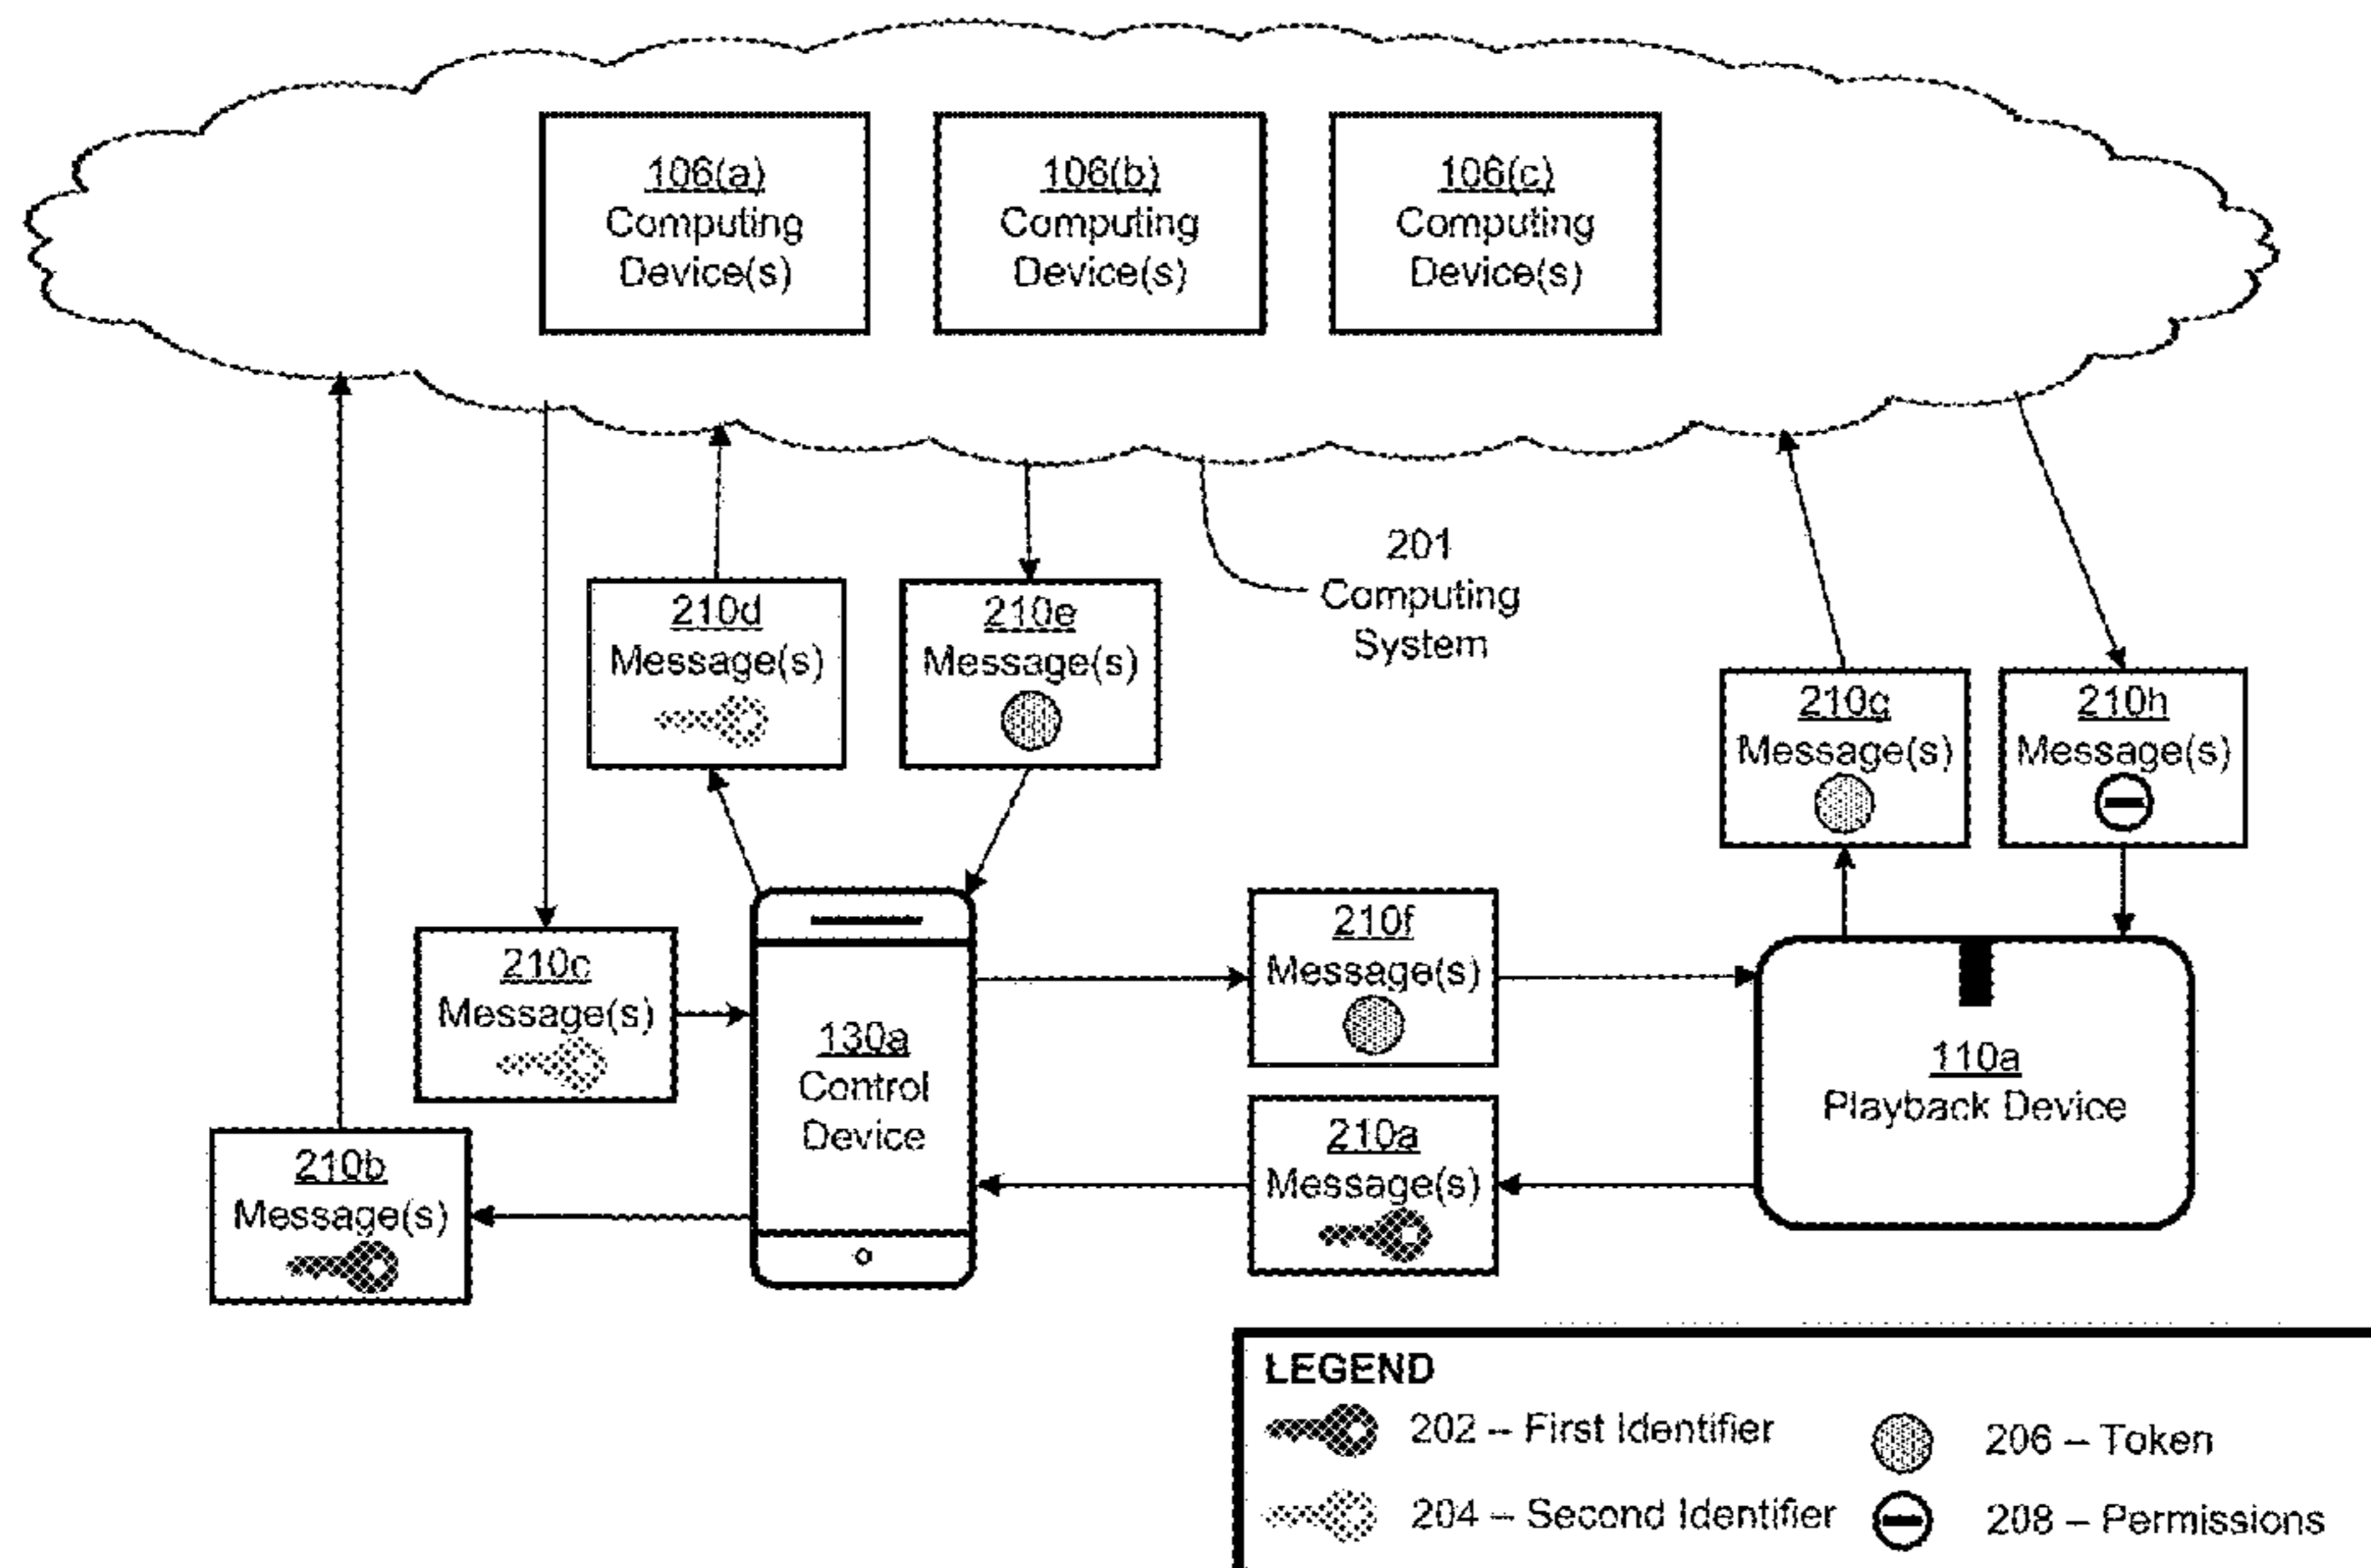 106(a)
Computing
Device(s)
106(b)
Computing
Device(s)
106(c)
Computing
Device(s)
201
Computing
System
210d
Message(s)
210e
Message(s)
210g
Message(s)
210h
Message(s)
210c
Message(s)
130a
Control
Device
210f
Message(s)
110a
Playback Device
210b
Message(s)
210a
Message(s)
LEGEND
202 – First Identifier
206 – Token
204 – Second Identifier
208 – Permissions